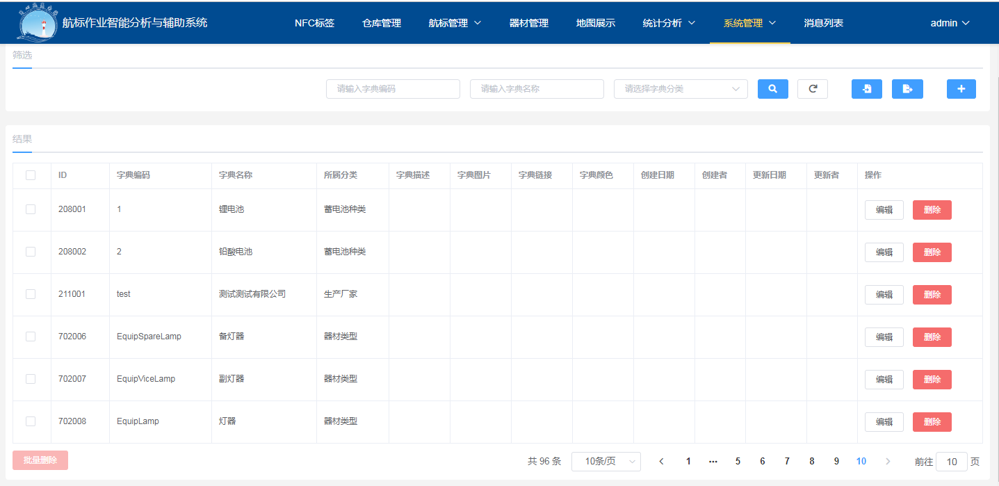 航标作业智能分析与辅助系统 NFC标签 仓库管理 航标管理 器材管理 地图展示 统计分析 系统管理 消息列表 admin
筛选
请输入字典编码 请输入字典名称 请选择字典分类
结果
ID 字典编码 字典名称 所属分类 字典描述 字典图片 字典链接 字典颜色 创建日期 创建者 更新日期 更新者 操作
208001 1 锂电池 蓄电池种类 编辑 删除
208002 2 铅酸电池 蓄电池种类 编辑 删除
211001 test 测试测试有限公司 生产厂家 编辑 删除
702006 EquipSpareLamp 备灯器 器材类型 编辑 删除
702007 EquipViceLamp 副灯器 器材类型 编辑 删除
702008 EquipLamp 灯器 器材类型 编辑 删除
批量删除 共 96 条 10条/页 1 ••• 5 6 7 8 9 10 前往 10 页